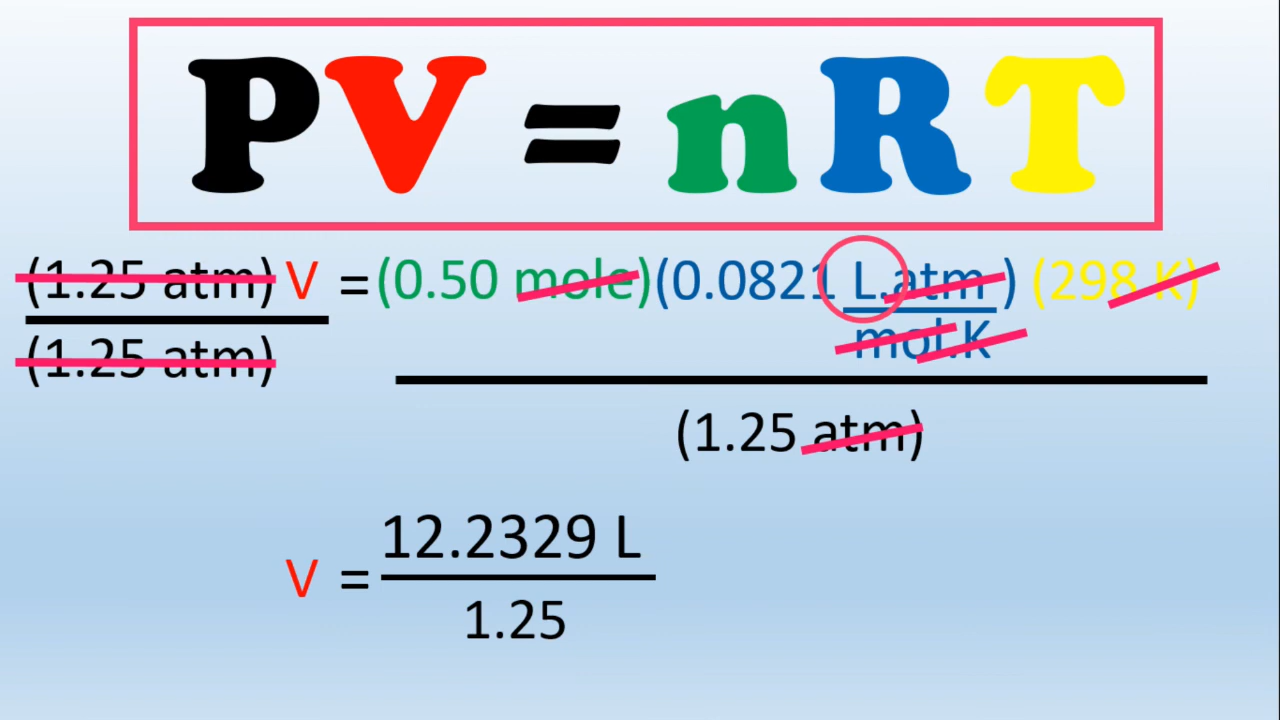 PV = nRT
(1.25 atm) V = (0.50 mole) (0.0821 L.atm ) (298 K)
mol.K
(1.25 atm)
(1.25 atm)
12.2329 L
V =
1.25